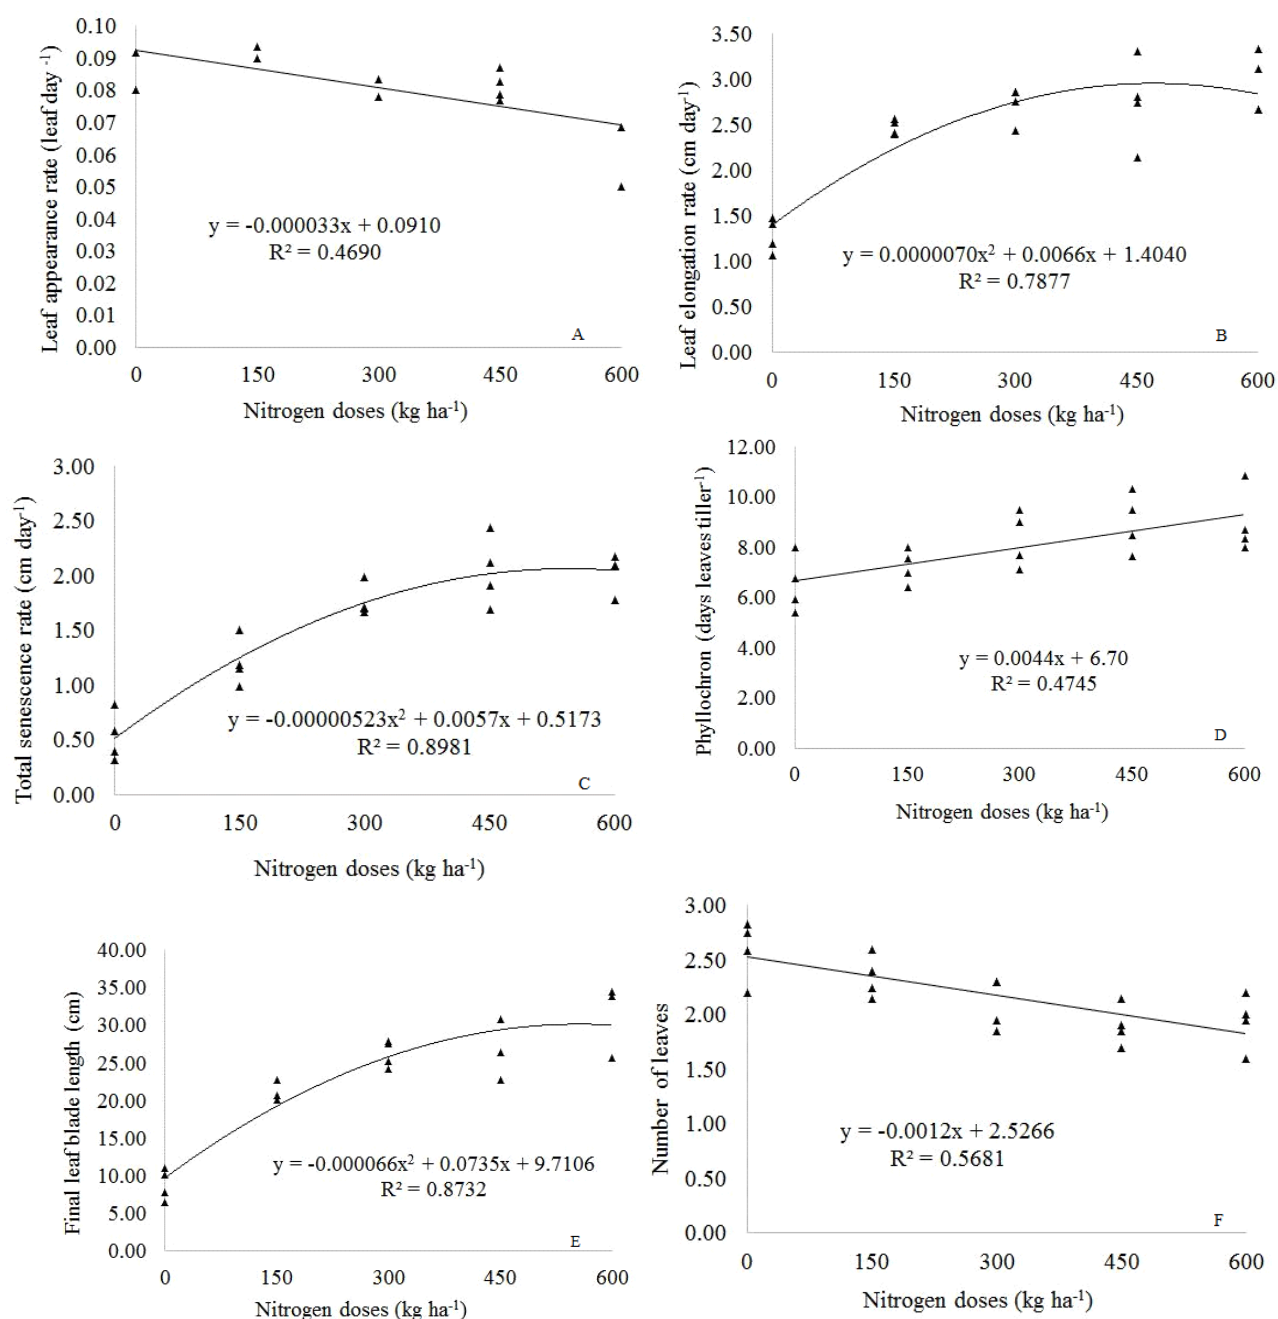 0.10
0.09
0.08
0.07
0.06
0.05
0.04
0.03
0.02
0.01
0.00
Leaf appearance rate (leaf day ⁻¹)
y = -0.000033x + 0.0910
R² = 0.4690
A
0 150 300 450 600
Nitrogen doses (kg ha⁻¹)
3.50
3.00
2.50
2.00
1.50
1.00
0.50
0.00
Leaf elongation rate (cm day⁻¹)
y = 0.0000070x² + 0.0066x + 1.4040
R² = 0.7877
B
0 150 300 450 600
Nitrogen doses (kg ha⁻¹)
3.00
2.50
2.00
1.50
1.00
0.50
0.00
Total senescence rate (cm day⁻¹)
y = -0.00000523x² + 0.0057x + 0.5173
R² = 0.8981
C
0 150 300 450 600
Nitrogen doses (kg ha⁻¹)
12.00
10.00
8.00
6.00
4.00
2.00
0.00
Phyllochron (days leaves tiller⁻¹)
y = 0.0044x + 6.70
R² = 0.4745
D
0 150 300 450 600
Nitrogen doses (kg ha⁻¹)
40.00
35.00
30.00
25.00
20.00
15.00
10.00
5.00
0.00
Final leaf blade length (cm)
y = -0.000066x² + 0.0735x + 9.7106
R² = 0.8732
E
0 150 300 450 600
Nitrogen doses (kg ha⁻¹)
3.00
2.50
2.00
1.50
1.00
0.50
0.00
Number of leaves
y = -0.0012x + 2.5266
R² = 0.5681
F
0 150 300 450 600
Nitrogen doses (kg ha⁻¹)